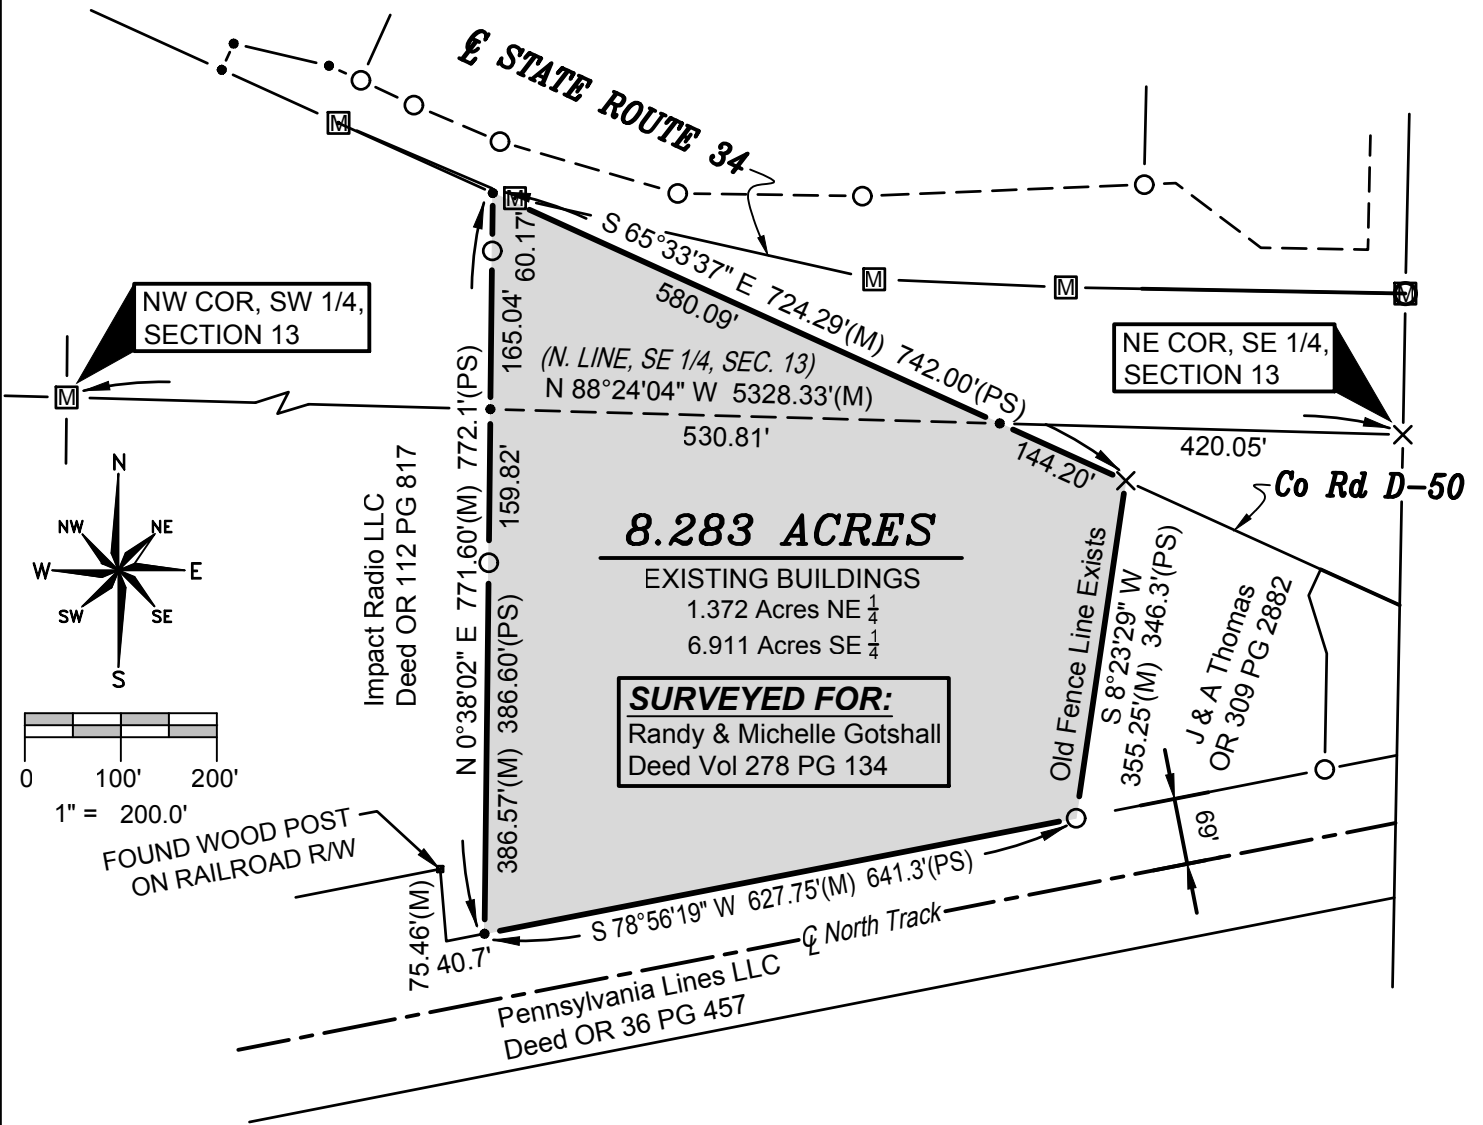 ℄ STATE ROUTE 34
M
M
M
M
M
M
S 65°33'37" E 724.29'(M) 742.00'(PS)
580.09'
60.17'
165.04'
NW COR, SW 1/4,
SECTION 13
(N. LINE, SE 1/4, SEC. 13)
N 88°24'04" W 5328.33'(M)
530.81'
NE COR, SE 1/4,
SECTION 13
420.05'
144.20'
Co Rd D-50
N 0°38'02" E 771.60'(M) 772.1'(PS)
159.82'
386.57'(M) 386.60'(PS)
Impact Radio LLC
Deed OR 112 PG 817
N
NW
NE
W
E
SW
SE
S
8.283 ACRES
EXISTING BUILDINGS
1.372 Acres NE 1/4
6.911 Acres SE 1/4
SURVEYED FOR:
Randy & Michelle Gotshall
Deed Vol 278 PG 134
Old Fence Line Exists
S 8°23'29" W
355.25'(M) 346.3'(PS)
J & A Thomas
OR 309 PG 2882
0 100' 200'
1" = 200.0'
FOUND WOOD POST
ON RAILROAD R/W
75.46'(M)
40.7'
S 78°56'19" W 627.75'(M) 641.3'(PS)
69'
℄ North Track
Pennsylvania Lines LLC
Deed OR 36 PG 457